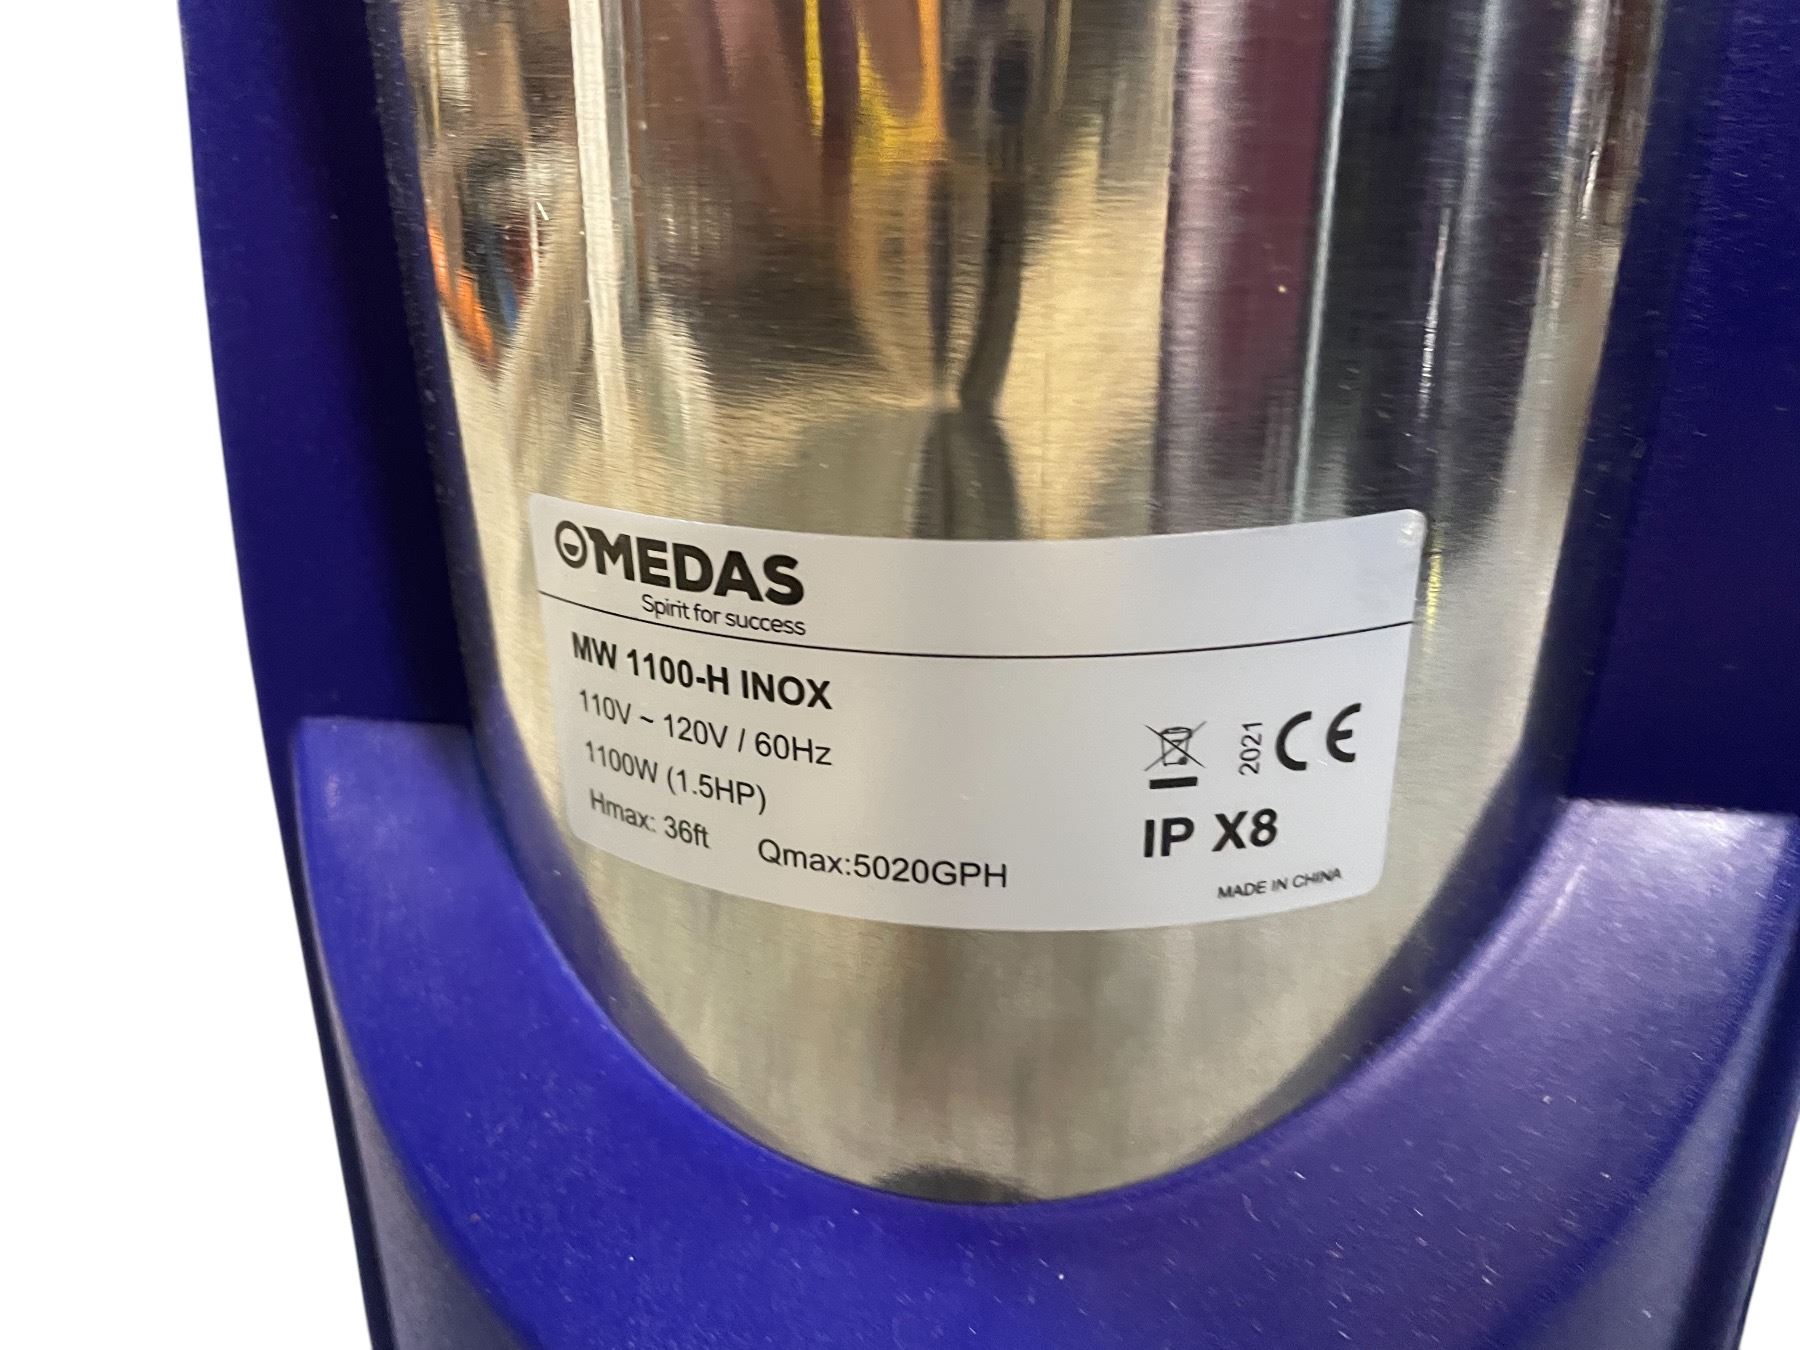 OMEDAS
Spirit for success
MW 1100-H INOX
110V ~ 120V / 60Hz
1100W (1.5HP)
Hmax: 36ft Qmax:5020GPH
2021 CE
IP X8
MADE IN CHINA